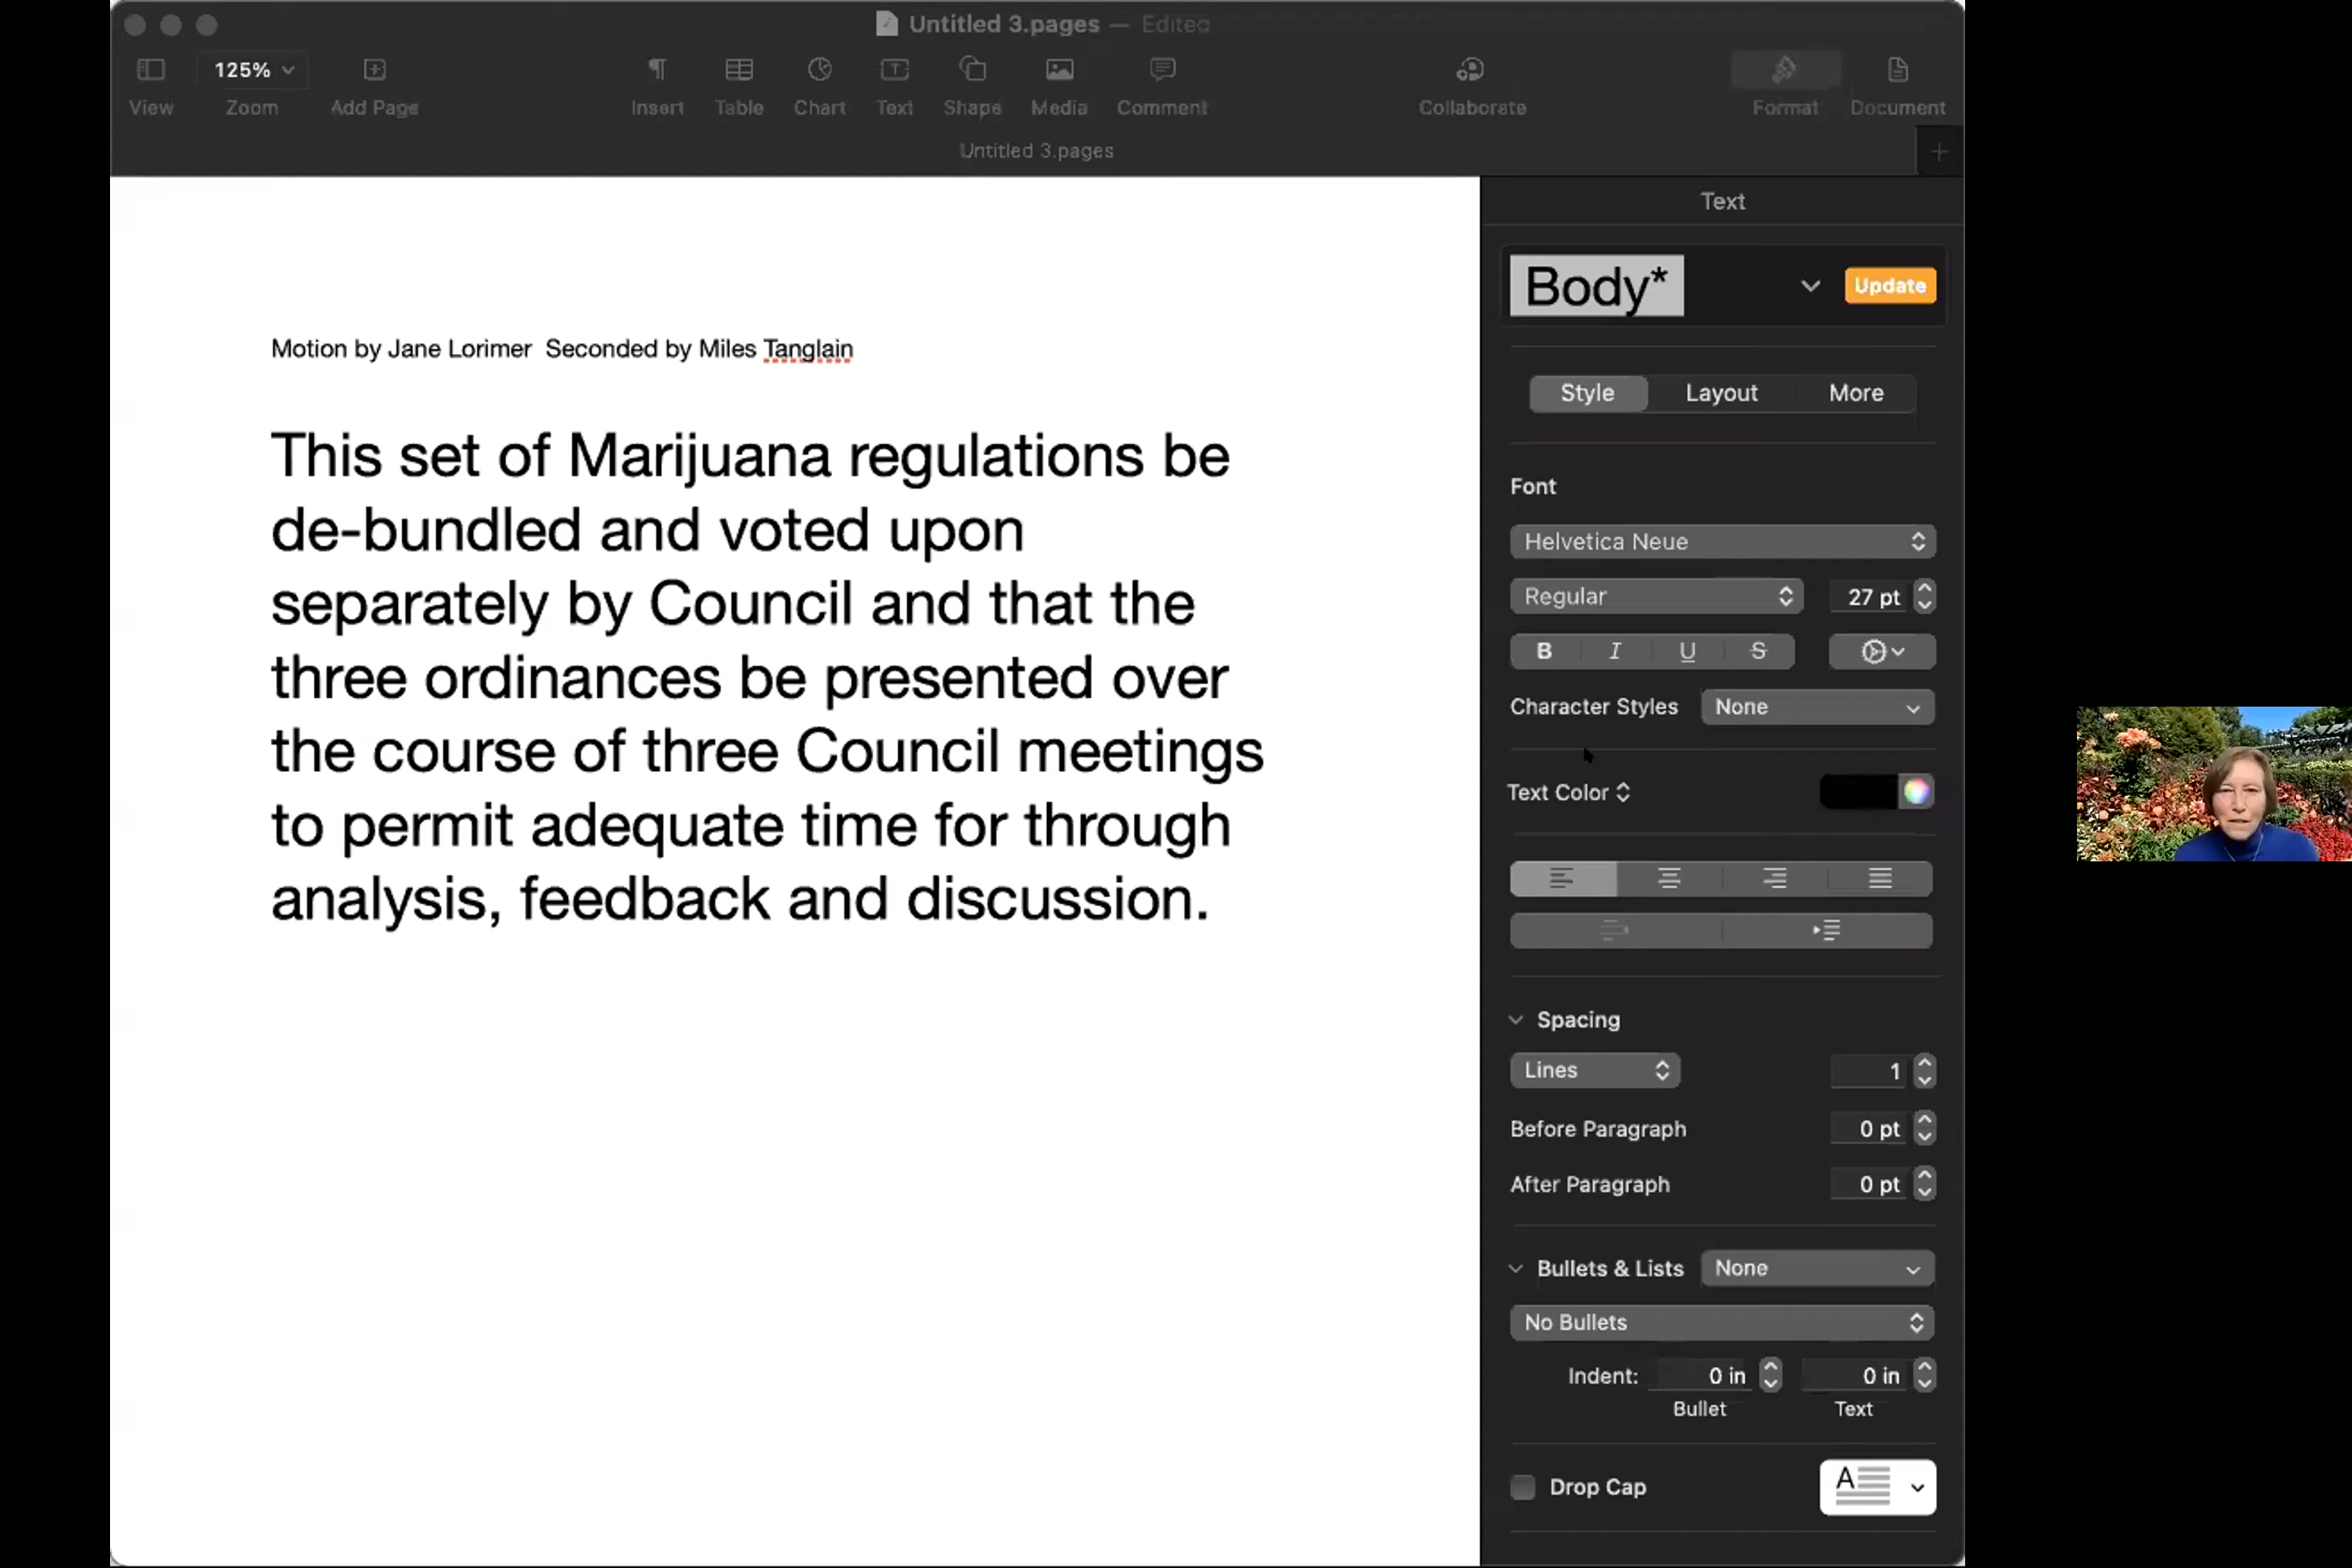 Untitled 3.pages — Edited
125%
View Zoom Add Page Insert Table Chart Text Shape Media Comment Collaborate Format Document
Untitled 3.pages
Text
Body* Update
Motion by Jane Lorimer  Seconded by Miles Tanglain
Style Layout More
This set of Marijuana regulations be
de-bundled and voted upon
separately by Council and that the
three ordinances be presented over
the course of three Council meetings
to permit adequate time for through
analysis, feedback and discussion.
Font
Helvetica Neue
Regular 27 pt
B I U S
Character Styles None
Text Color
Spacing
Lines 1
Before Paragraph 0 pt
After Paragraph 0 pt
Bullets & Lists None
No Bullets
Indent: 0 in 0 in
Bullet Text
Drop Cap A